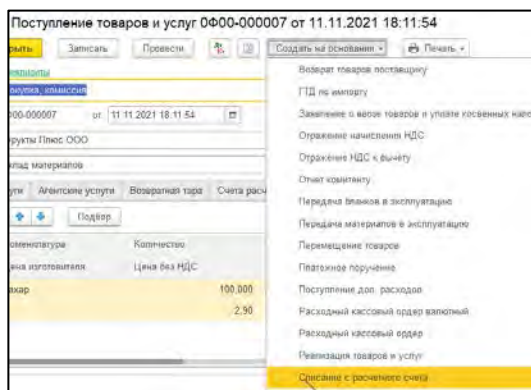 Поступление товаров и услуг 0Ф00-000007 от 11.11.2021 18:11:54
рыть Записать Провести Создать на основании Печать
окупка, комиссия
000-000007 от 11.11.2021 18:11:54
рукты Плюс ООО
клад материалов
уги Агентские услуги Возвратная тара Счета расч
Подбор
оменклатура Количество
ена изготовителя Цена без НДС
ахар 100,000
2,90
Возврат товаров поставщику
ГТД по импорту
Заявление о ввозе товаров и уплате косвенных нало
Отражение начисления НДС
Отражение НДС к вычету
Отчет комитенту
Передача бланков в эксплуатацию
Передача материалов в эксплуатацию
Перемещение товаров
Платежное поручение
Поступление доп. расходов
Расходный кассовый ордер валютный
Расходный кассовый ордер
Реализация товаров и услуг
Списание с расчетного счета